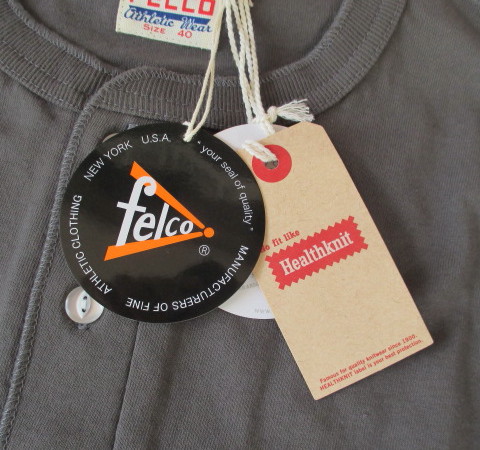 FELCO
Athletic Wear
SIZE 40
NEW YORK U.S.A. "your seal of quality"
felco
®
MANUFACTURERS OF FINE ATHLETIC CLOTHING
fit like
Healthknit
Famous for quality knitwear since 1900.
HEALTHKNIT label is your best protection.